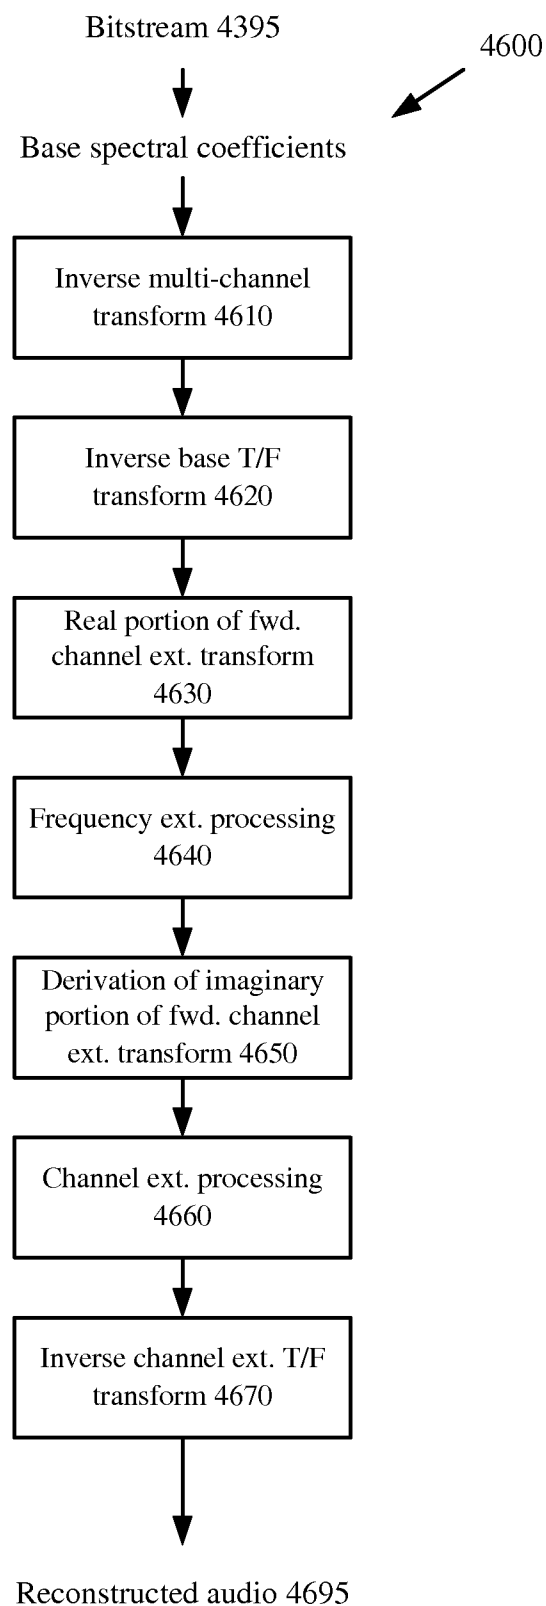 Bitstream 4395
4600
Base spectral coefficients
Inverse multi-channel
transform 4610
Inverse base T/F
transform 4620
Real portion of fwd.
channel ext. transform
4630
Frequency ext. processing
4640
Derivation of imaginary
portion of fwd. channel
ext. transform 4650
Channel ext. processing
4660
Inverse channel ext. T/F
transform 4670
Reconstructed audio 4695